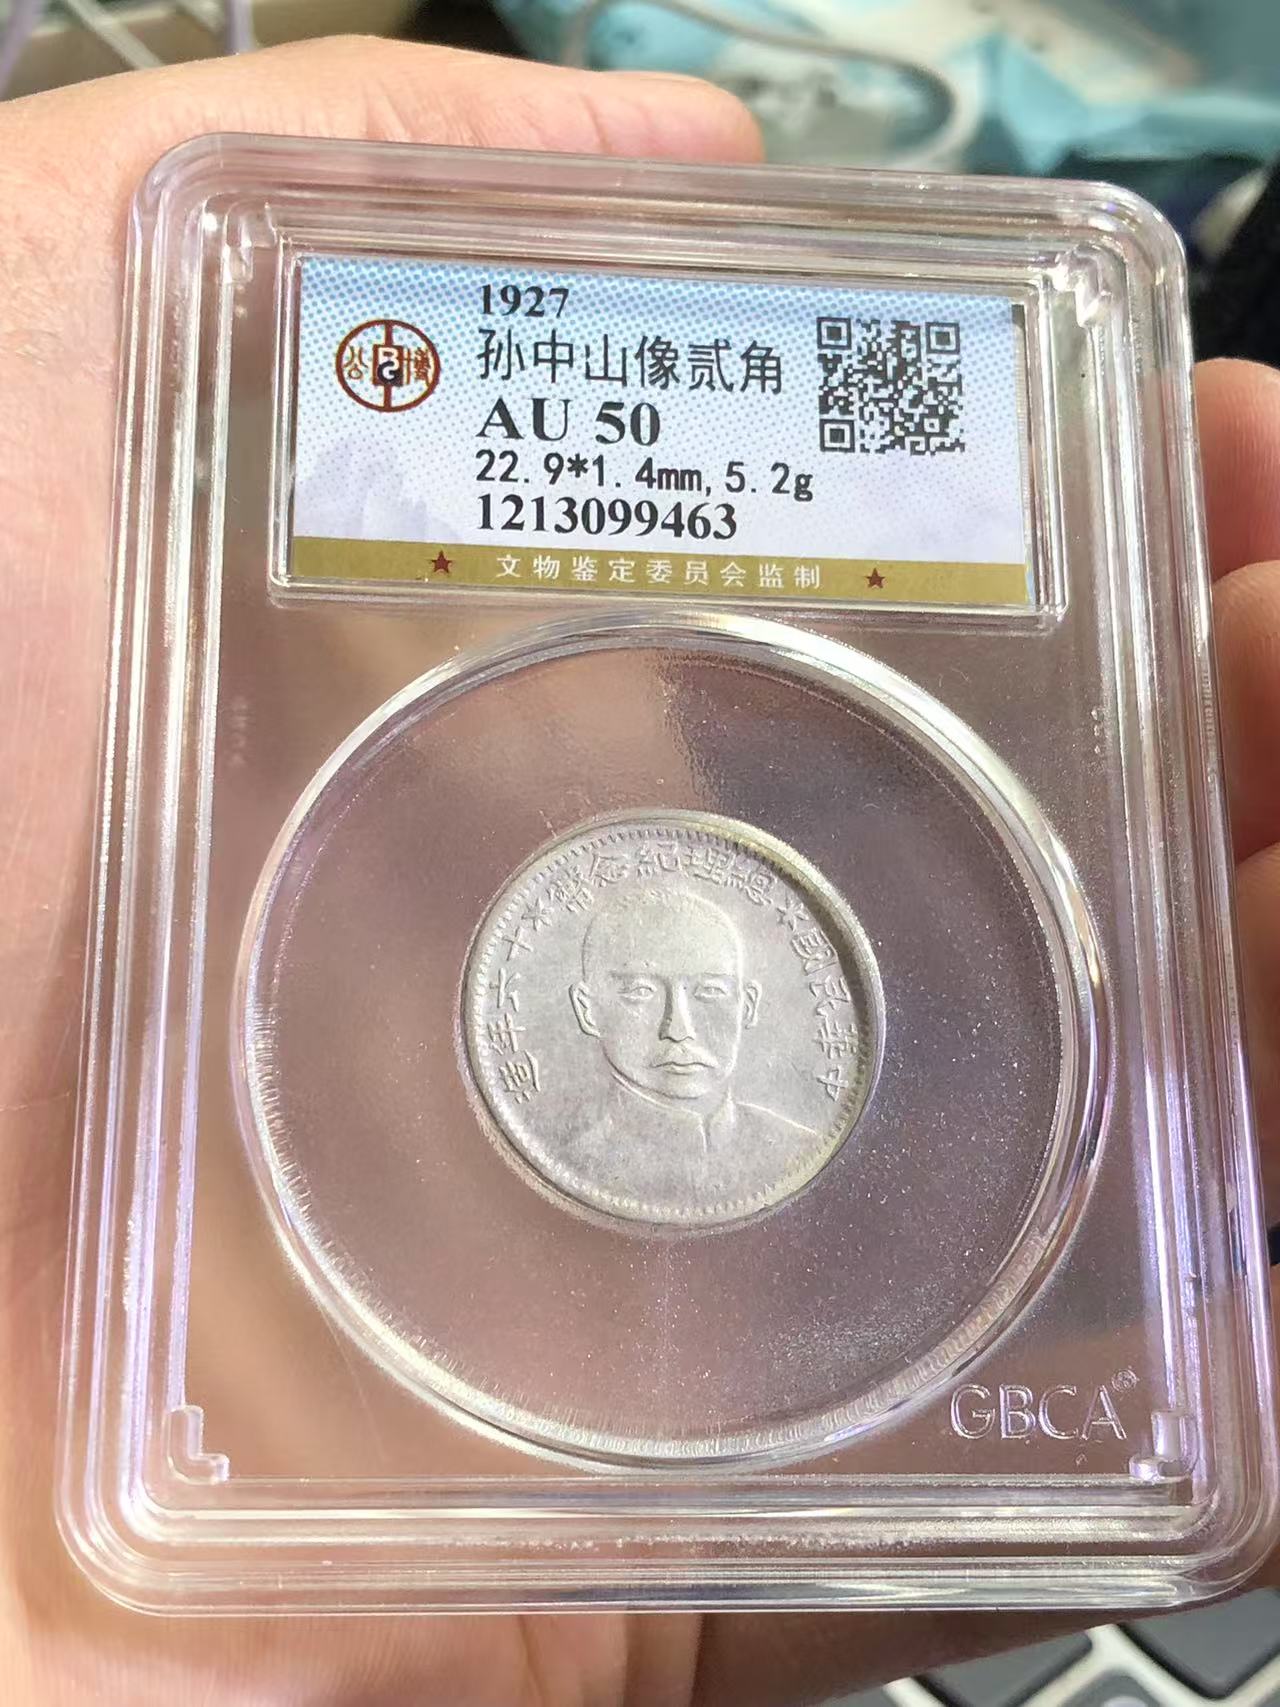 1927
公 博
孙中山像贰角
AU 50
22.9*1.4mm,5.2g
1213099463
★ 文物鉴定委员会监制 ★
總理紀念幣
中華民國十六年造
GBCA®